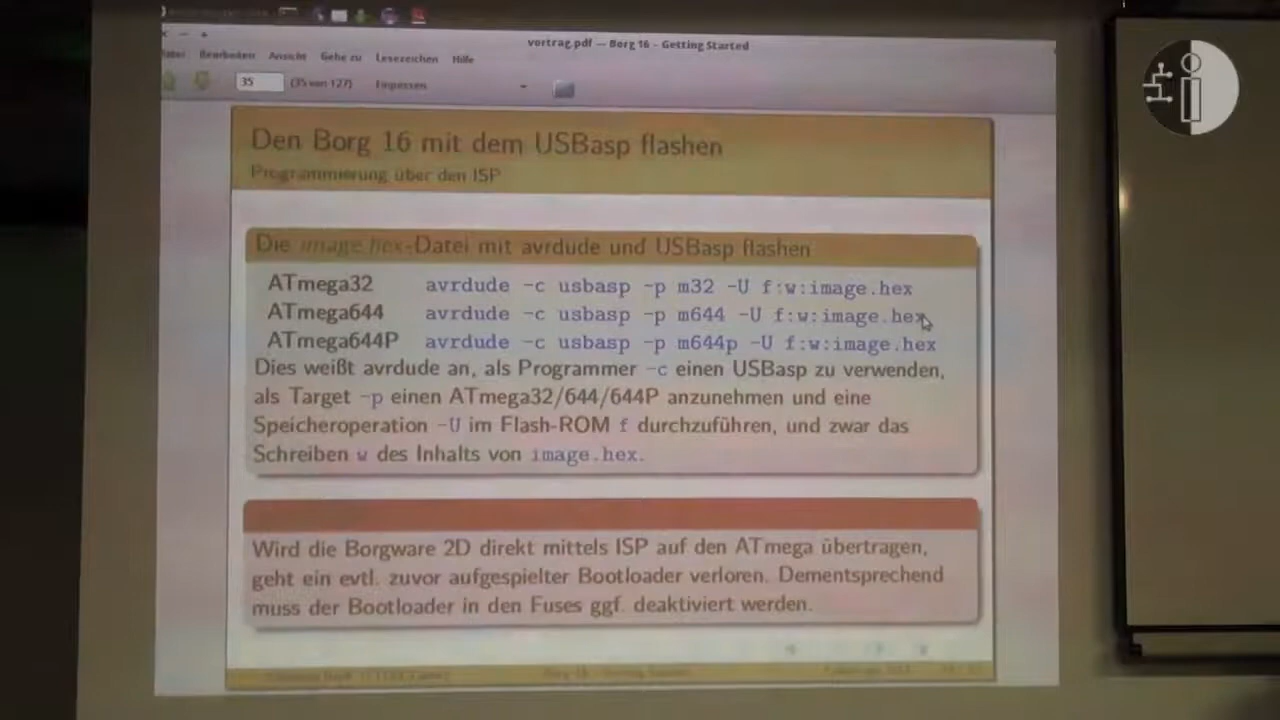 vortrag.pdf — Borg 16 - Getting Started
Bearbeiten Ansicht Gehe zu Lesezeichen Hilfe
35 (35 von 127) Einpassen
Den Borg 16 mit dem USBasp flashen
Programmierung über den ISP
Die image.hex-Datei mit avrdude und USBasp flashen
ATmega32 avrdude -c usbasp -p m32 -U f:w:image.hex
ATmega644 avrdude -c usbasp -p m644 -U f:w:image.hex
ATmega644P avrdude -c usbasp -p m644p -U f:w:image.hex
Dies weißt avrdude an, als Programmer -c einen USBasp zu verwenden,
als Target -p einen ATmega32/644/644P anzunehmen und eine
Speicheroperation -U im Flash-ROM f durchzuführen, und zwar das
Schreiben w des Inhalts von image.hex.
Wird die Borgware 2D direkt mittels ISP auf den ATmega übertragen,
geht ein evtl. zuvor aufgespielter Bootloader verloren. Dementsprechend
muss der Bootloader in den Fuses ggf. deaktiviert werden.